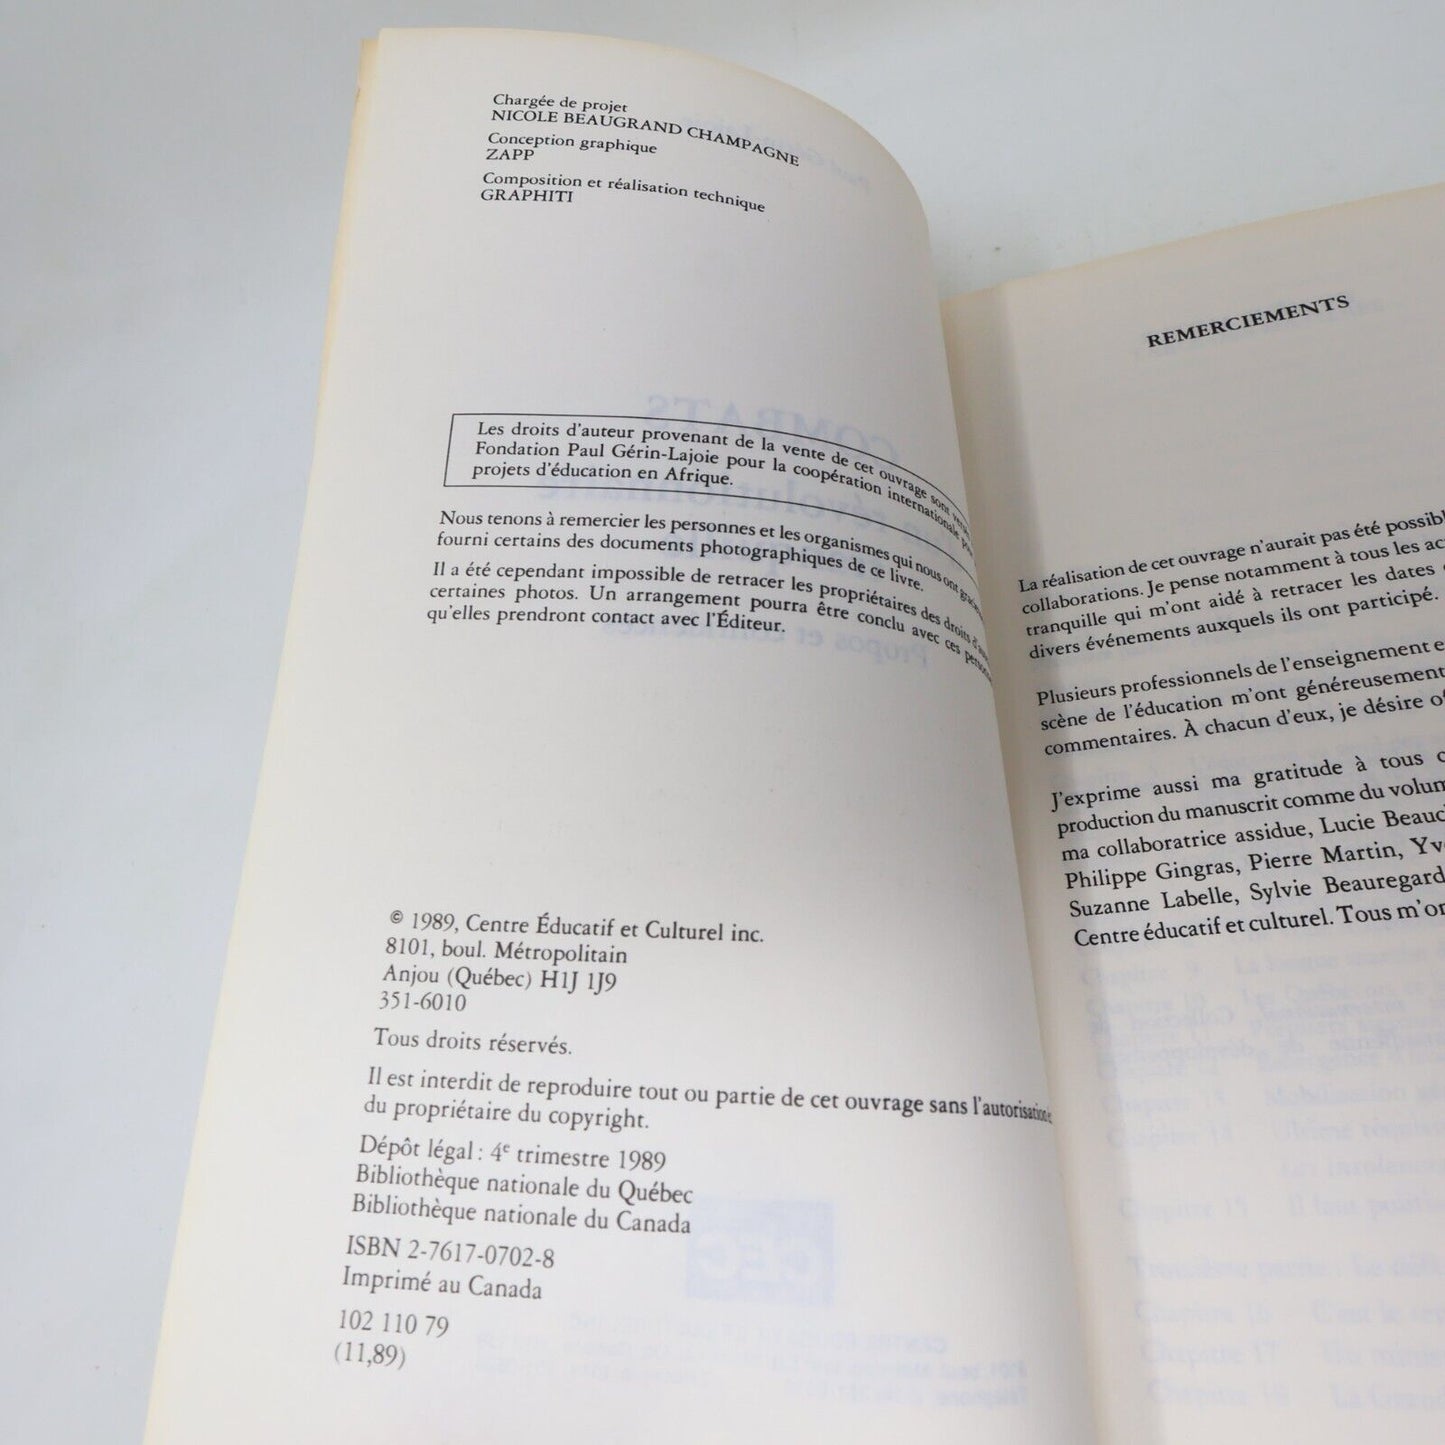 Chargée de projet
NICOLE BEAUGRAND CHAMPAGNE
Conception graphique
ZAPP
Composition et réalisation technique
GRAPHITI
Les droits d'auteur provenant de la vente de cet ouvrage sont
Fondation Paul Gérin-Lajoie pour la coopération internationale pour
projets d'éducation en Afrique.
Nous tenons à remercier les personnes et les organismes qui nous ont
fourni certains des documents photographiques de ce livre.
Il a été cependant impossible de retracer les propriétaires des droits
certaines photos. Un arrangement pourra être conclu avec ces
qu'elles prendront contact avec l'Éditeur.
© 1989, Centre Éducatif et Culturel inc.
8101, boul. Métropolitain
Anjou (Québec) H1J 1J9
351-6010
Tous droits réservés.
Il est interdit de reproduire tout ou partie de cet ouvrage sans l'autorisation
du propriétaire du copyright.
Dépôt légal : 4e trimestre 1989
Bibliothèque nationale du Québec
Bibliothèque nationale du Canada
ISBN 2-7617-0702-8
Imprimé au Canada
102 110 79
(11,89)
REMERCIEMENTS
La réalisation de cet ouvrage n'aurait pas été
collaborations. Je pense notamment à tous les
tranquille qui m'ont aidé à retracer les dates
divers événements auxquels ils ont participé.
Plusieurs professionnels de l'enseignement
scène de l'éducation m'ont généreusement
commentaires. À chacun d'eux, je désire
J'exprime aussi ma gratitude à tous
production du manuscrit comme du
ma collaboratrice assidue, Lucie
Philippe Gingras, Pierre Martin,
Suzanne Labelle, Sylvie Beauregard
Centre éducatif et culturel. Tous